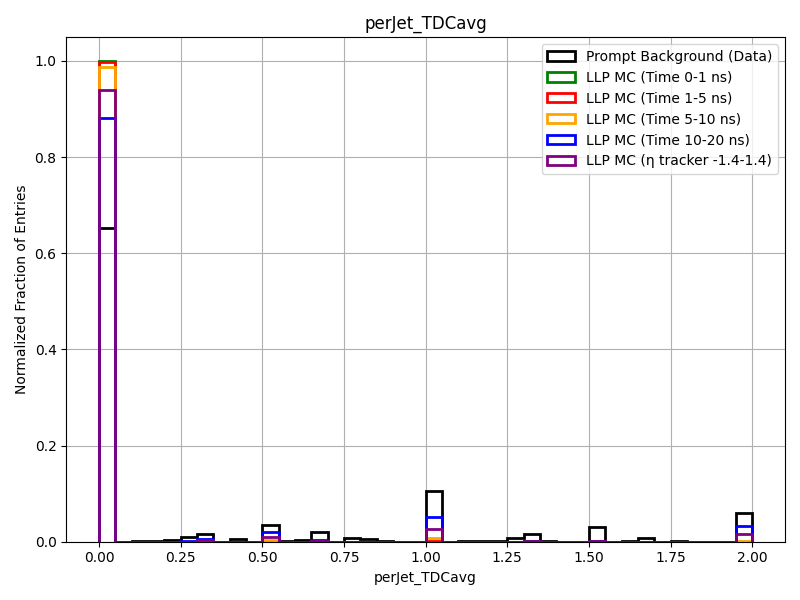 perJet_TDCavg
Prompt Background (Data)
LLP MC (Time 0-1 ns)
LLP MC (Time 1-5 ns)
LLP MC (Time 5-10 ns)
LLP MC (Time 10-20 ns)
LLP MC (η tracker -1.4-1.4)
Normalized Fraction of Entries
1.0
0.8
0.6
0.4
0.2
0.0
0.00 0.25 0.50 0.75 1.00 1.25 1.50 1.75 2.00
perJet_TDCavg